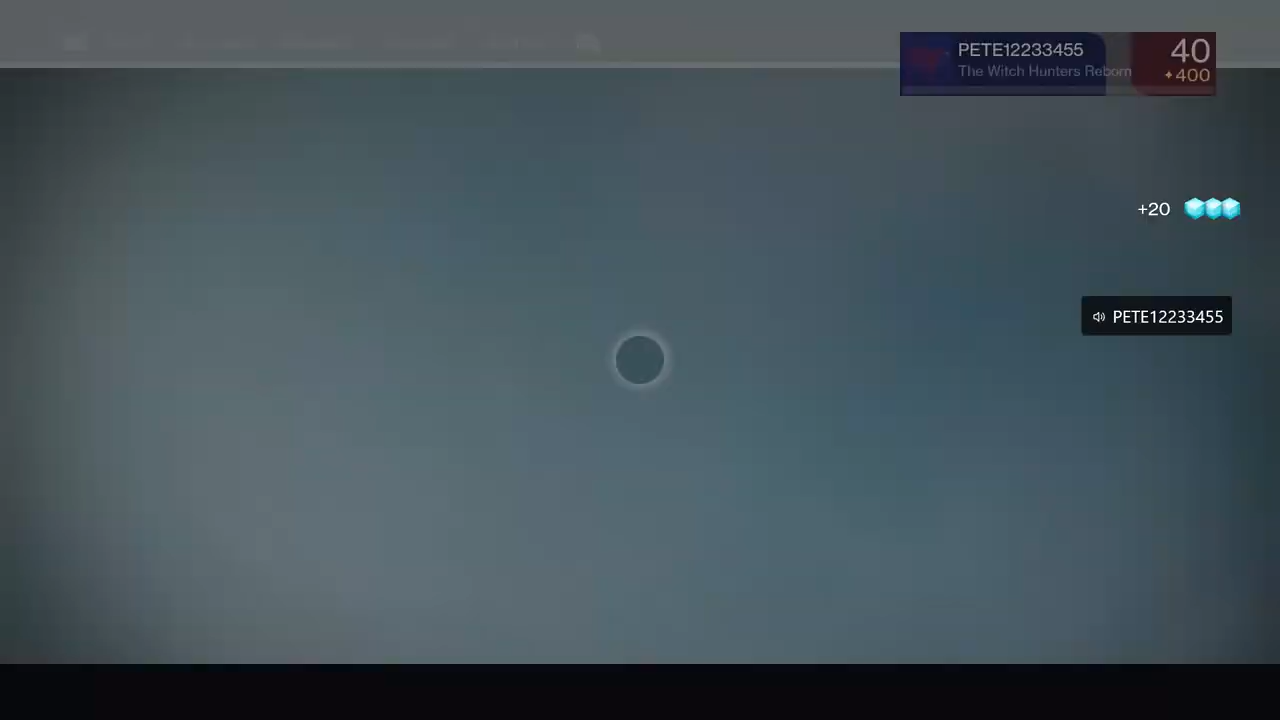 PETE12233455
The Witch Hunters Reborn
40
+400
+20
PETE12233455